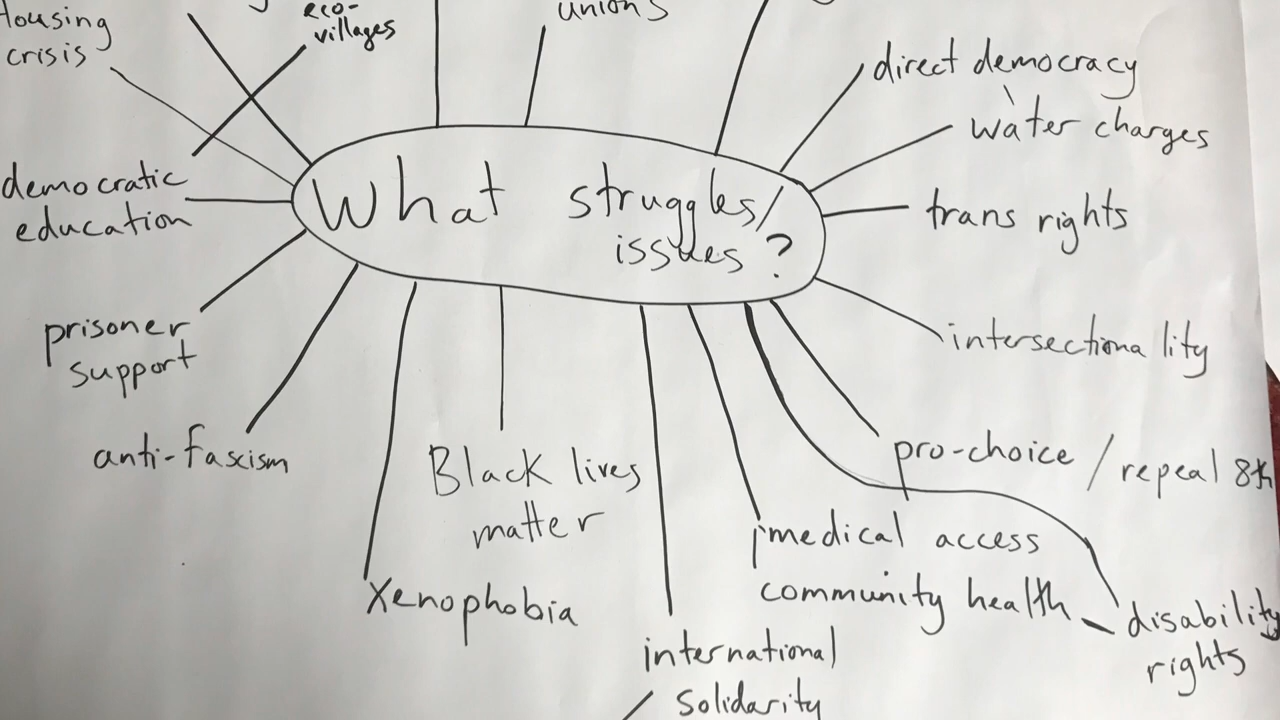 Housing
crisis
eco-
villages
unions
direct democracy
water charges
trans rights
intersectionality
pro-choice / repeal 8th
disability
rights
medical access
community health
international
solidarity
Black lives
matter
Xenophobia
anti-fascism
prisoner
support
democratic
education
What struggles/
issues?